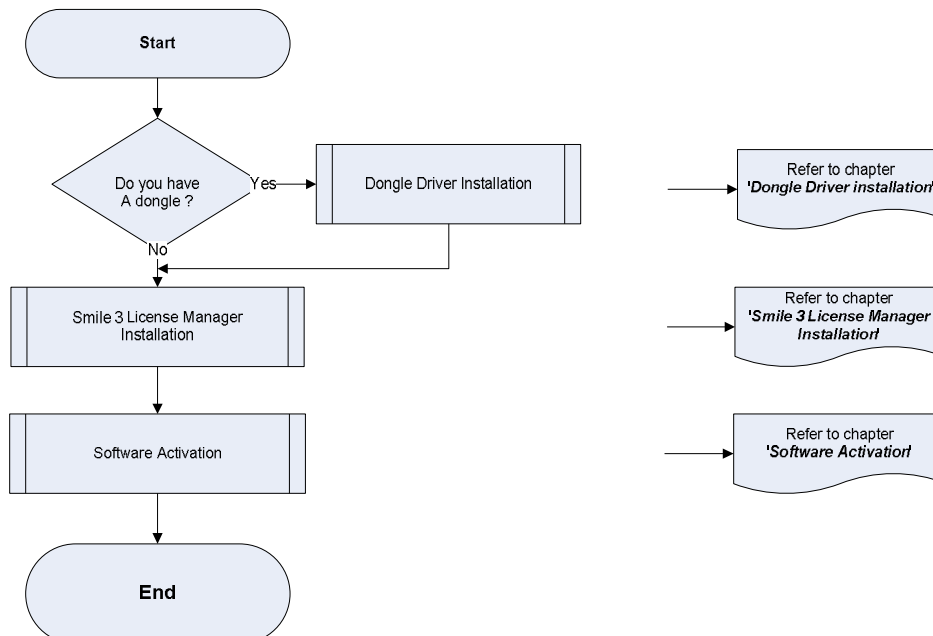 Start
Do you have
A dongle ?
Yes
Dongle Driver Installation
Refer to chapter
'Dongle Driver installation'
No
Smile 3 License Manager
Installation
Refer to chapter
'Smile 3 License Manager
Installation'
Software Activation
Refer to chapter
'Software Activation'
End